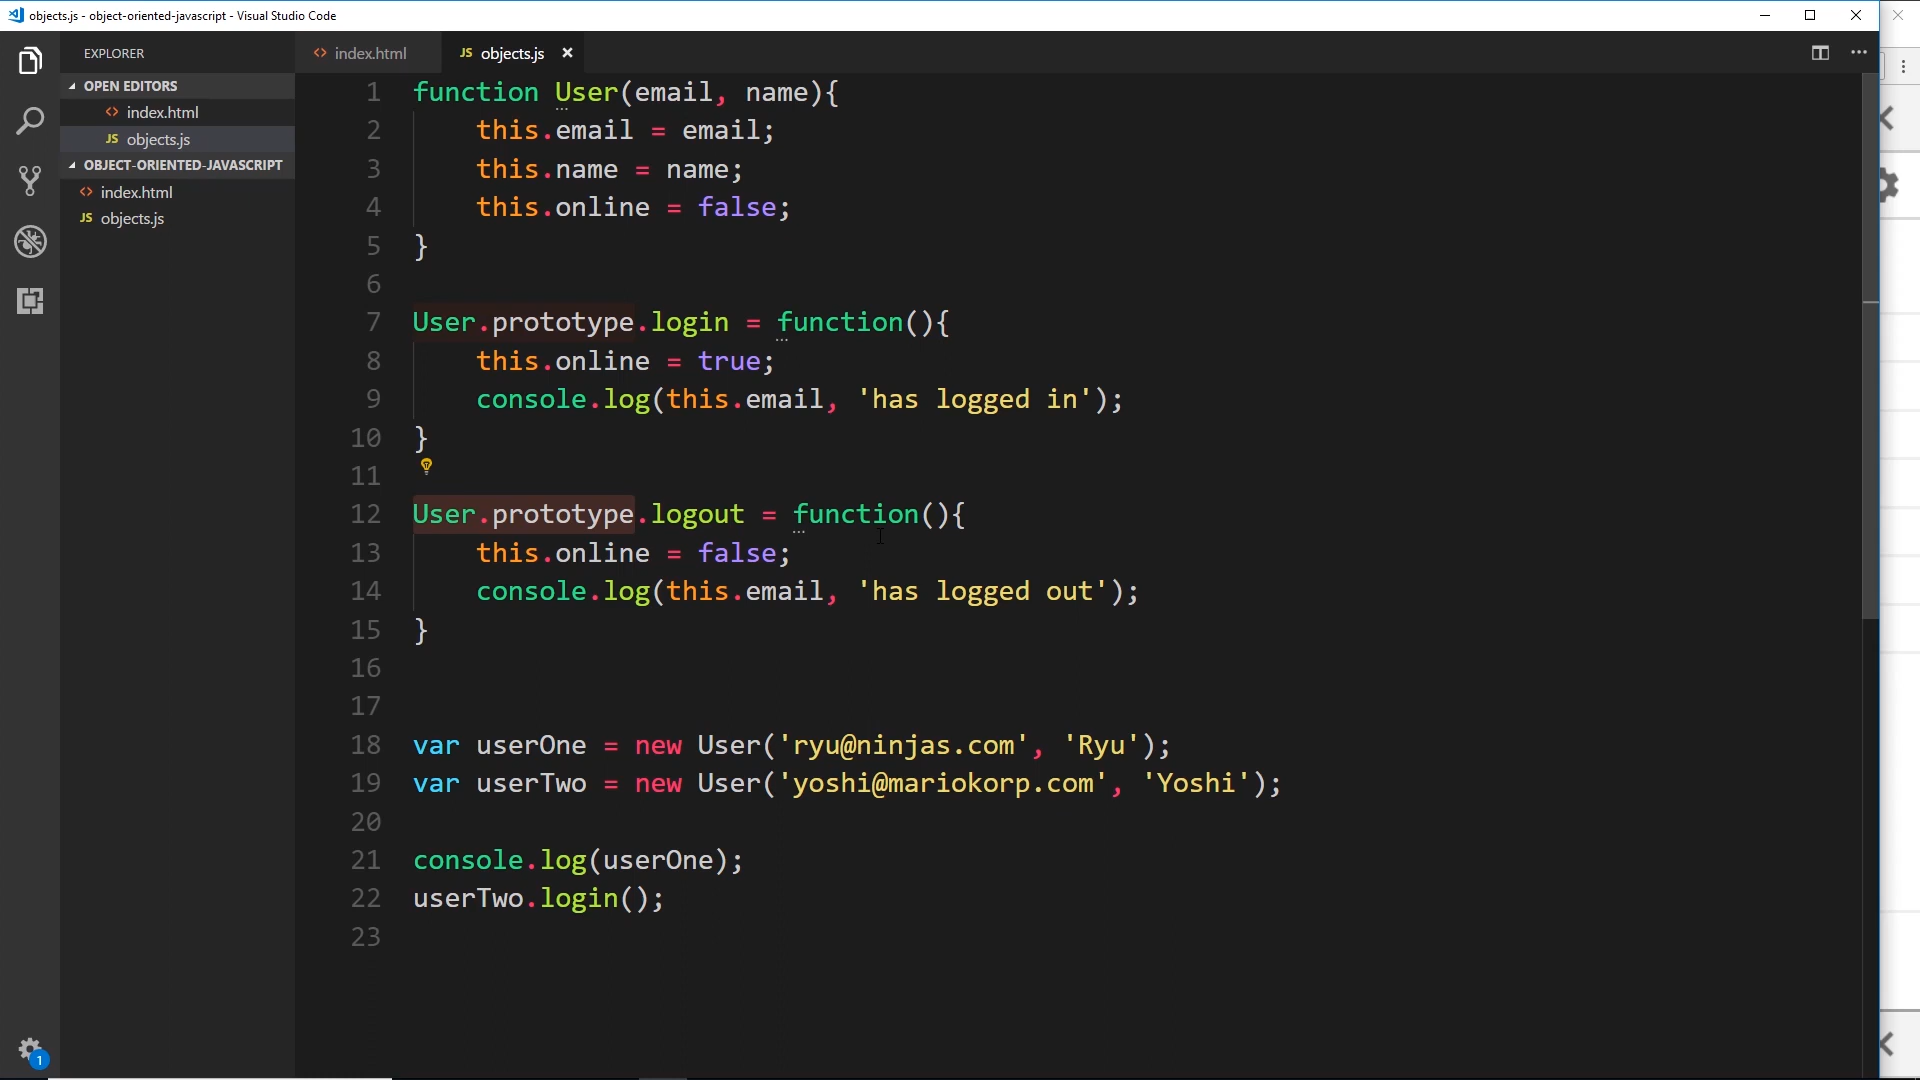 objects.js - object-oriented-javascript - Visual Studio Code
EXPLORER
OPEN EDITORS
index.html
JS objects.js
OBJECT-ORIENTED-JAVASCRIPT
index.html
JS objects.js
index.html
JS objects.js
1 function User(email, name){
2 this.email = email;
3 this.name = name;
4 this.online = false;
5 }
6
7 User.prototype.login = function(){
8 this.online = true;
9 console.log(this.email, 'has logged in');
10 }
11
12 User.prototype.logout = function(){
13 this.online = false;
14 console.log(this.email, 'has logged out');
15 }
16
17
18 var userOne = new User('ryu@ninjas.com', 'Ryu');
19 var userTwo = new User('yoshi@mariokorp.com', 'Yoshi');
20
21 console.log(userOne);
22 userTwo.login();
23
1